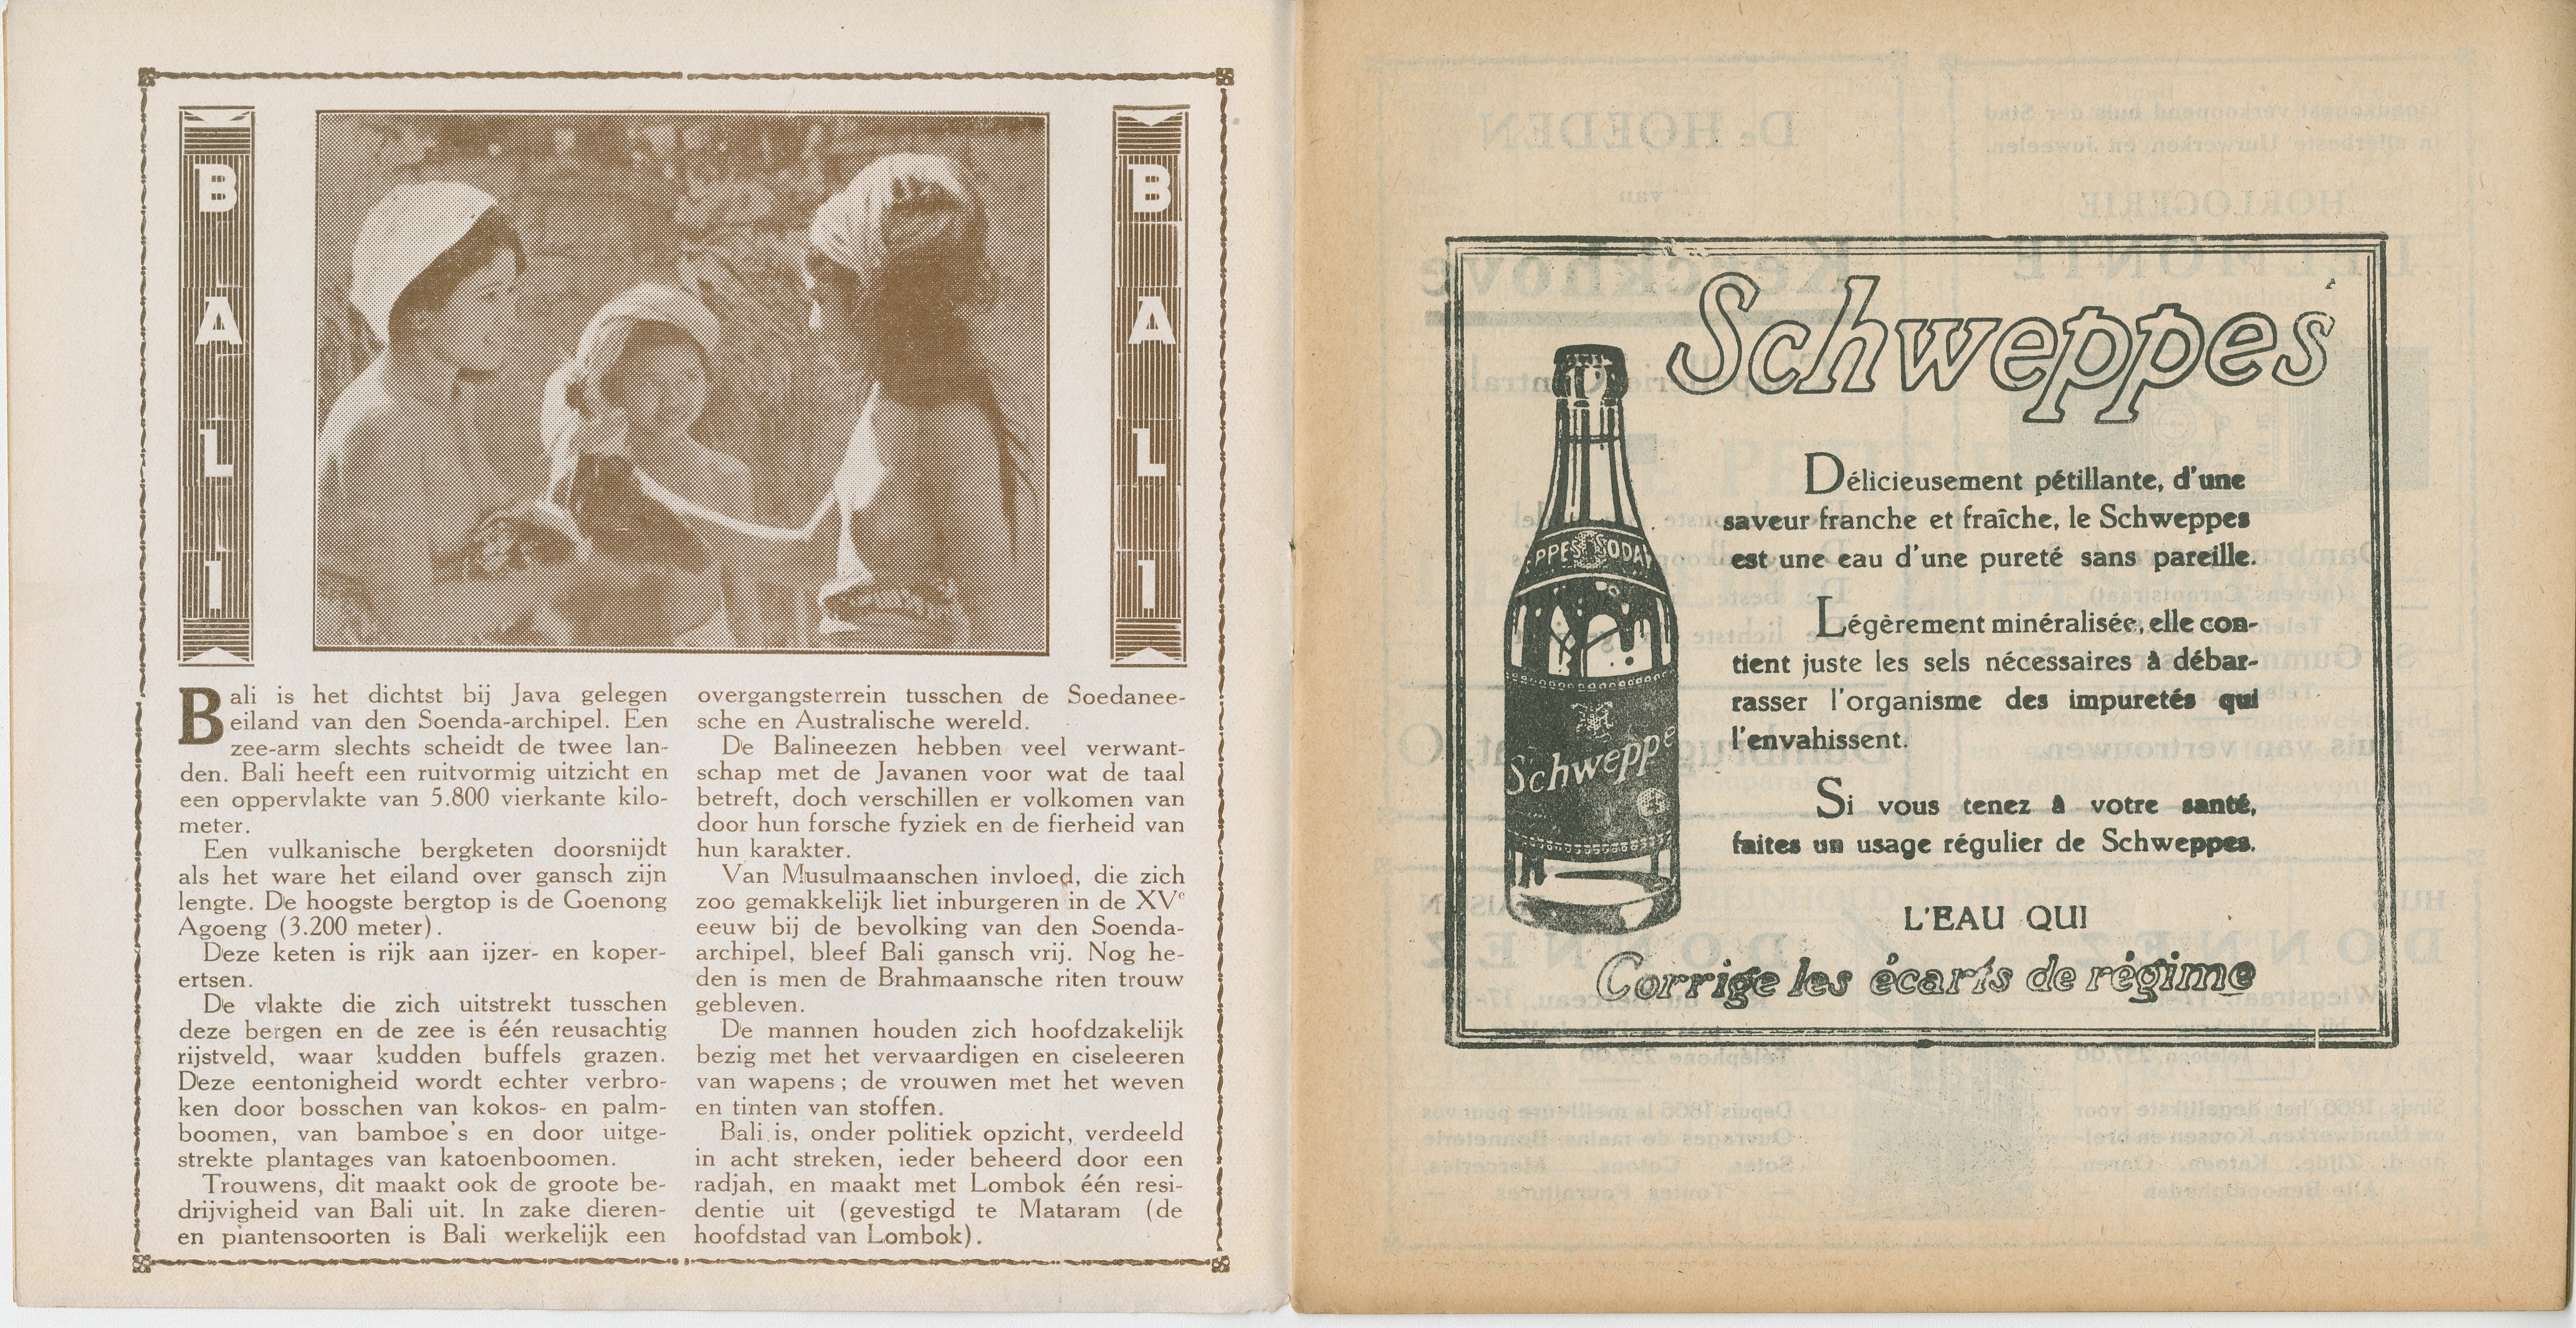 BALI
BALI
Bali is het dichtst bij Java gelegen
eiland van den Soenda-archipel. Een
zee-arm slechts scheidt de twee lan-
den. Bali heeft een ruitvormig uitzicht en
een oppervlakte van 5.800 vierkante kilo-
meter.
Een vulkanische bergketen doorsnijdt
als het ware het eiland over gansch zijn
lengte. De hoogste bergtop is de Goenong
Agoeng (3.200 meter).
Deze keten is rijk aan ijzer- en koper-
ertsen.
De vlakte die zich uitstrekt tusschen
deze bergen en de zee is één reusachtig
rijstveld, waar kudden buffels grazen.
Deze eentonigheid wordt echter verbro-
ken door bosschen van kokos- en palm-
boomen, van bamboe's en door uitge-
strekte plantages van katoenboomen.
Trouwens, dit maakt ook de groote be-
drijvigheid van Bali uit. In zake dieren-
en plantensoorten is Bali werkelijk een
overgangsterrein tusschen de Soedanee-
sche en Australische wereld.
De Balineezen hebben veel verwant-
schap met de Javanen voor wat de taal
betreft, doch verschillen er volkomen van
door hun forsche fyziek en de fierheid van
hun karakter.
Van Musulmaanschen invloed, die zich
zoo gemakkelijk liet inburgeren in de XVe
eeuw bij de bevolking van den Soenda-
archipel, bleef Bali gansch vrij. Nog he-
den is men de Brahmaansche riten trouw
gebleven.
De mannen houden zich hoofdzakelijk
bezig met het vervaardigen en ciseleeren
van wapens ; de vrouwen met het weven
en tinten van stoffen.
Bali is, onder politiek opzicht, verdeeld
in acht streken, ieder beheerd door een
radjah, en maakt met Lombok één resi-
dentie uit (gevestigd te Mataram (de
hoofdstad van Lombok).
Schweppes
PPES SODA
Schweppe
Délicieusement pétillante, d'une
saveur franche et fraîche, le Schweppes
est une eau d'une pureté sans pareille.
Légèrement minéralisée, elle con-
tient juste les sels nécessaires à débar-
rasser l'organisme des impuretés qui
l'envahissent.
Si vous tenez à votre santé,
faites un usage régulier de Schweppes.
L'EAU QUI
Corrige les écarts de régime